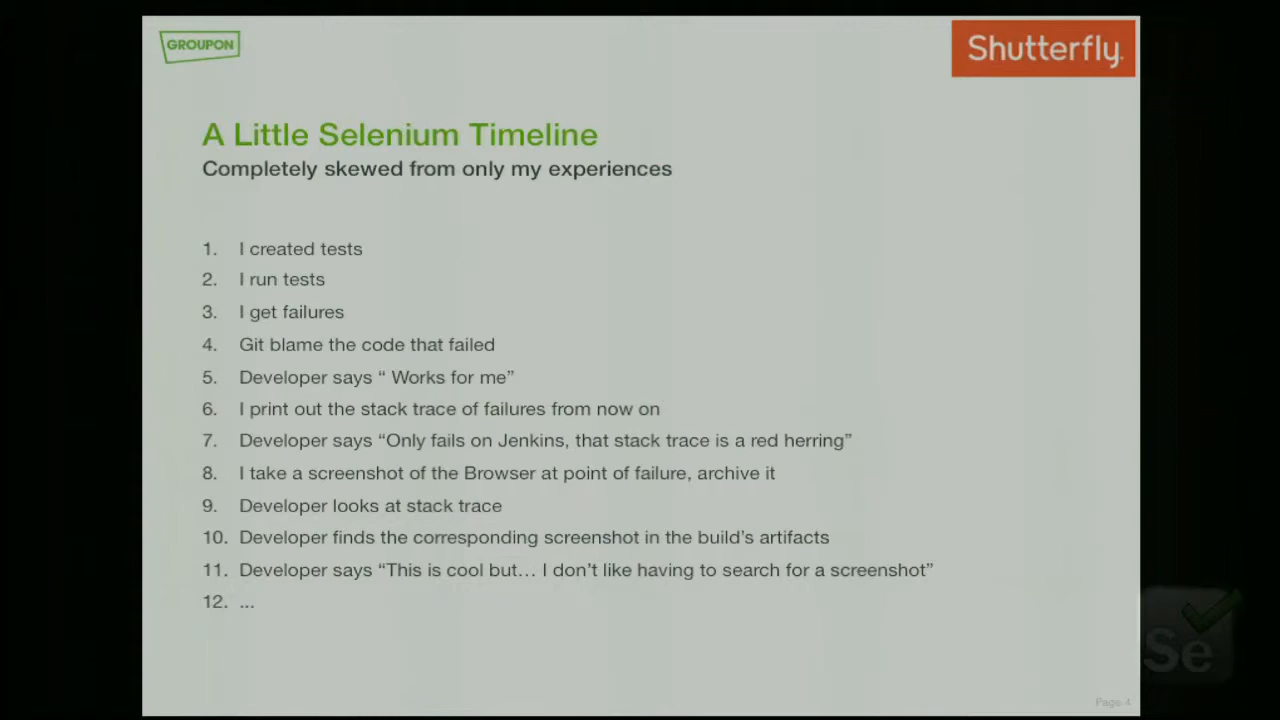 GROUPON
Shutterfly.
A Little Selenium Timeline
Completely skewed from only my experiences
1. I created tests
2. I run tests
3. I get failures
4. Git blame the code that failed
5. Developer says “ Works for me”
6. I print out the stack trace of failures from now on
7. Developer says “Only fails on Jenkins, that stack trace is a red herring”
8. I take a screenshot of the Browser at point of failure, archive it
9. Developer looks at stack trace
10. Developer finds the corresponding screenshot in the build’s artifacts
11. Developer says “This is cool but… I don’t like having to search for a screenshot”
12. ...
Se
Page 4